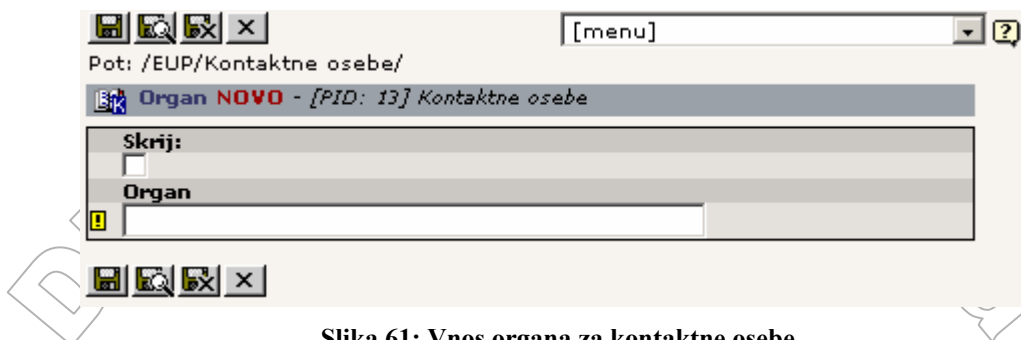 [menu]
Pot: /EUP/Kontaktne osebe/
Organ NOVO - [PID: 13] Kontaktne osebe
Skrij:
Organ
Slika 61: Vnos organa za kontaktne osebe